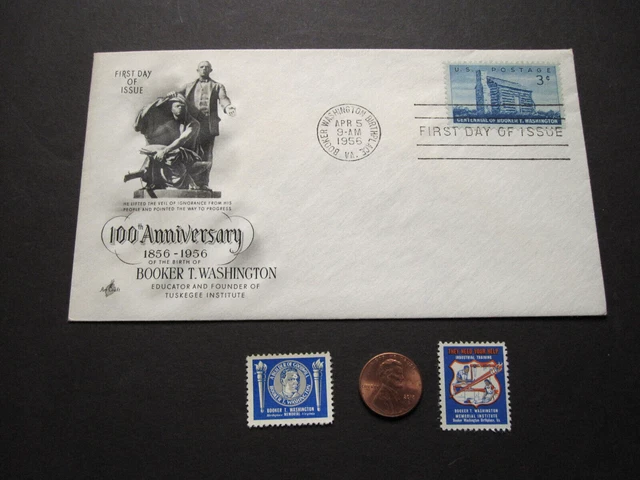 FIRST DAY
OF
ISSUE
HE LIFTED THE VEIL OF IGNORANCE FROM HIS
PEOPLE AND POINTED THE WAY TO PROGRESS
100th Anniversary
1856-1956
OF THE BIRTH OF
BOOKER T. WASHINGTON
EDUCATOR AND FOUNDER OF
TUSKEGEE INSTITUTE
BOOKER WASHINGTON BIRTHPLACE
APR 5
9-AM
1956
VA.
U.S. POSTAGE
3¢
CENTENNIAL OF BOOKER T. WASHINGTON
FIRST DAY OF ISSUE
BOOKER T. WASHINGTON
BOOKER T. WASHINGTON
MEMORIAL
THEY NEED YOUR HELP
INDUSTRIAL TRAINING
BOOKER T. WASHINGTON
MEMORIAL INSTITUTE
Booker Washington Birthplace, Va